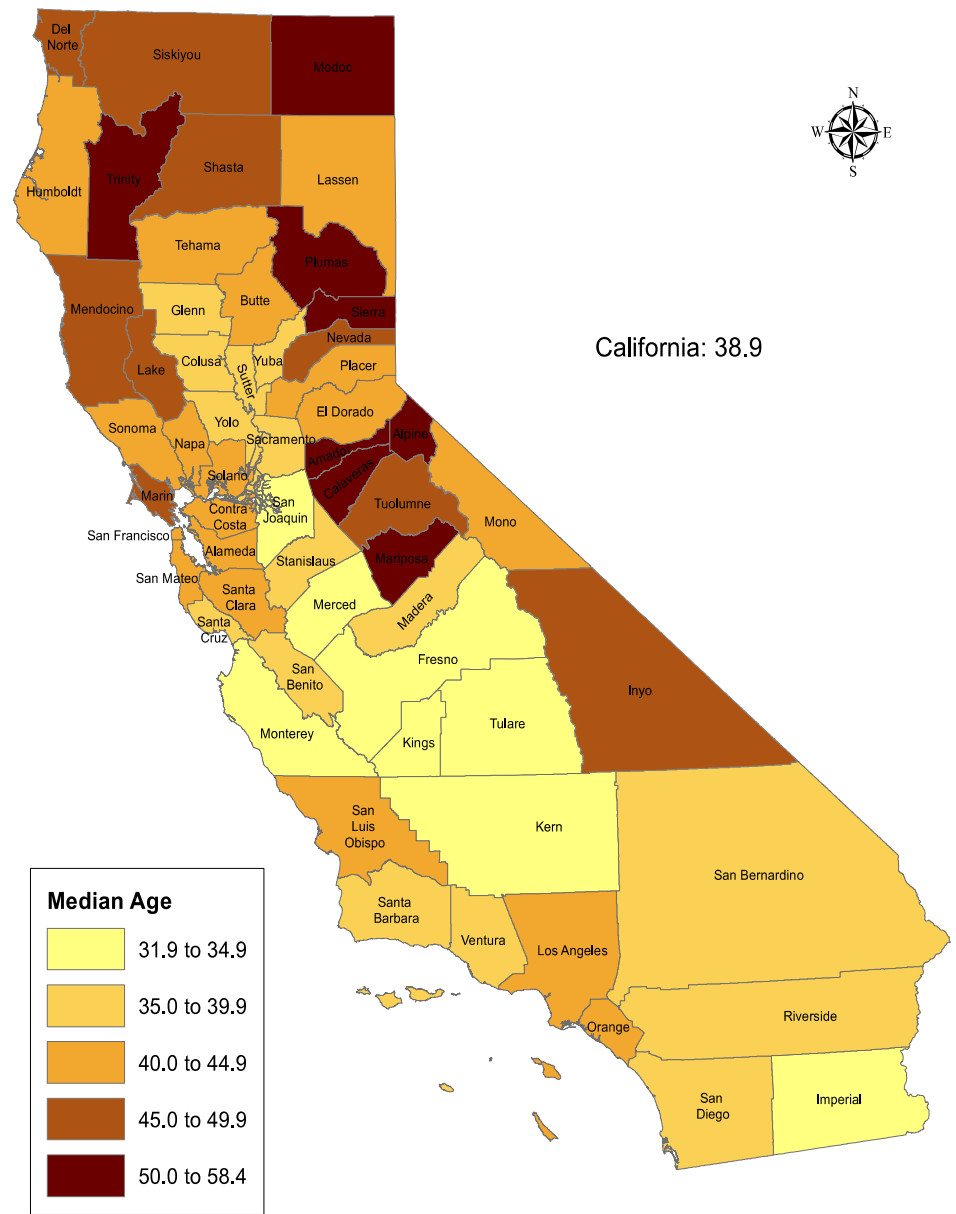 Del
Norte
Siskiyou
Modoc
N
W
E
S
Humboldt
Trinity
Shasta
Lassen
Tehama
Plumas
Mendocino
Glenn
Butte
Sierra
Nevada
Lake
Colusa
Sutter
Yuba
Placer
California: 38.9
Sonoma
Napa
Yolo
Sacramento
El Dorado
Alpine
Amador
Calaveras
Solano
Marin
Contra
Costa
San
Joaquin
Tuolumne
Mono
San Francisco
Alameda
Stanislaus
Mariposa
San Mateo
Santa
Clara
Merced
Madera
Santa
Cruz
San
Benito
Fresno
Inyo
Monterey
Kings
Tulare
San
Luis
Obispo
Kern
San Bernardino
Santa
Barbara
Ventura
Los Angeles
Orange
Riverside
San
Diego
Imperial
Median Age
31.9 to 34.9
35.0 to 39.9
40.0 to 44.9
45.0 to 49.9
50.0 to 58.4